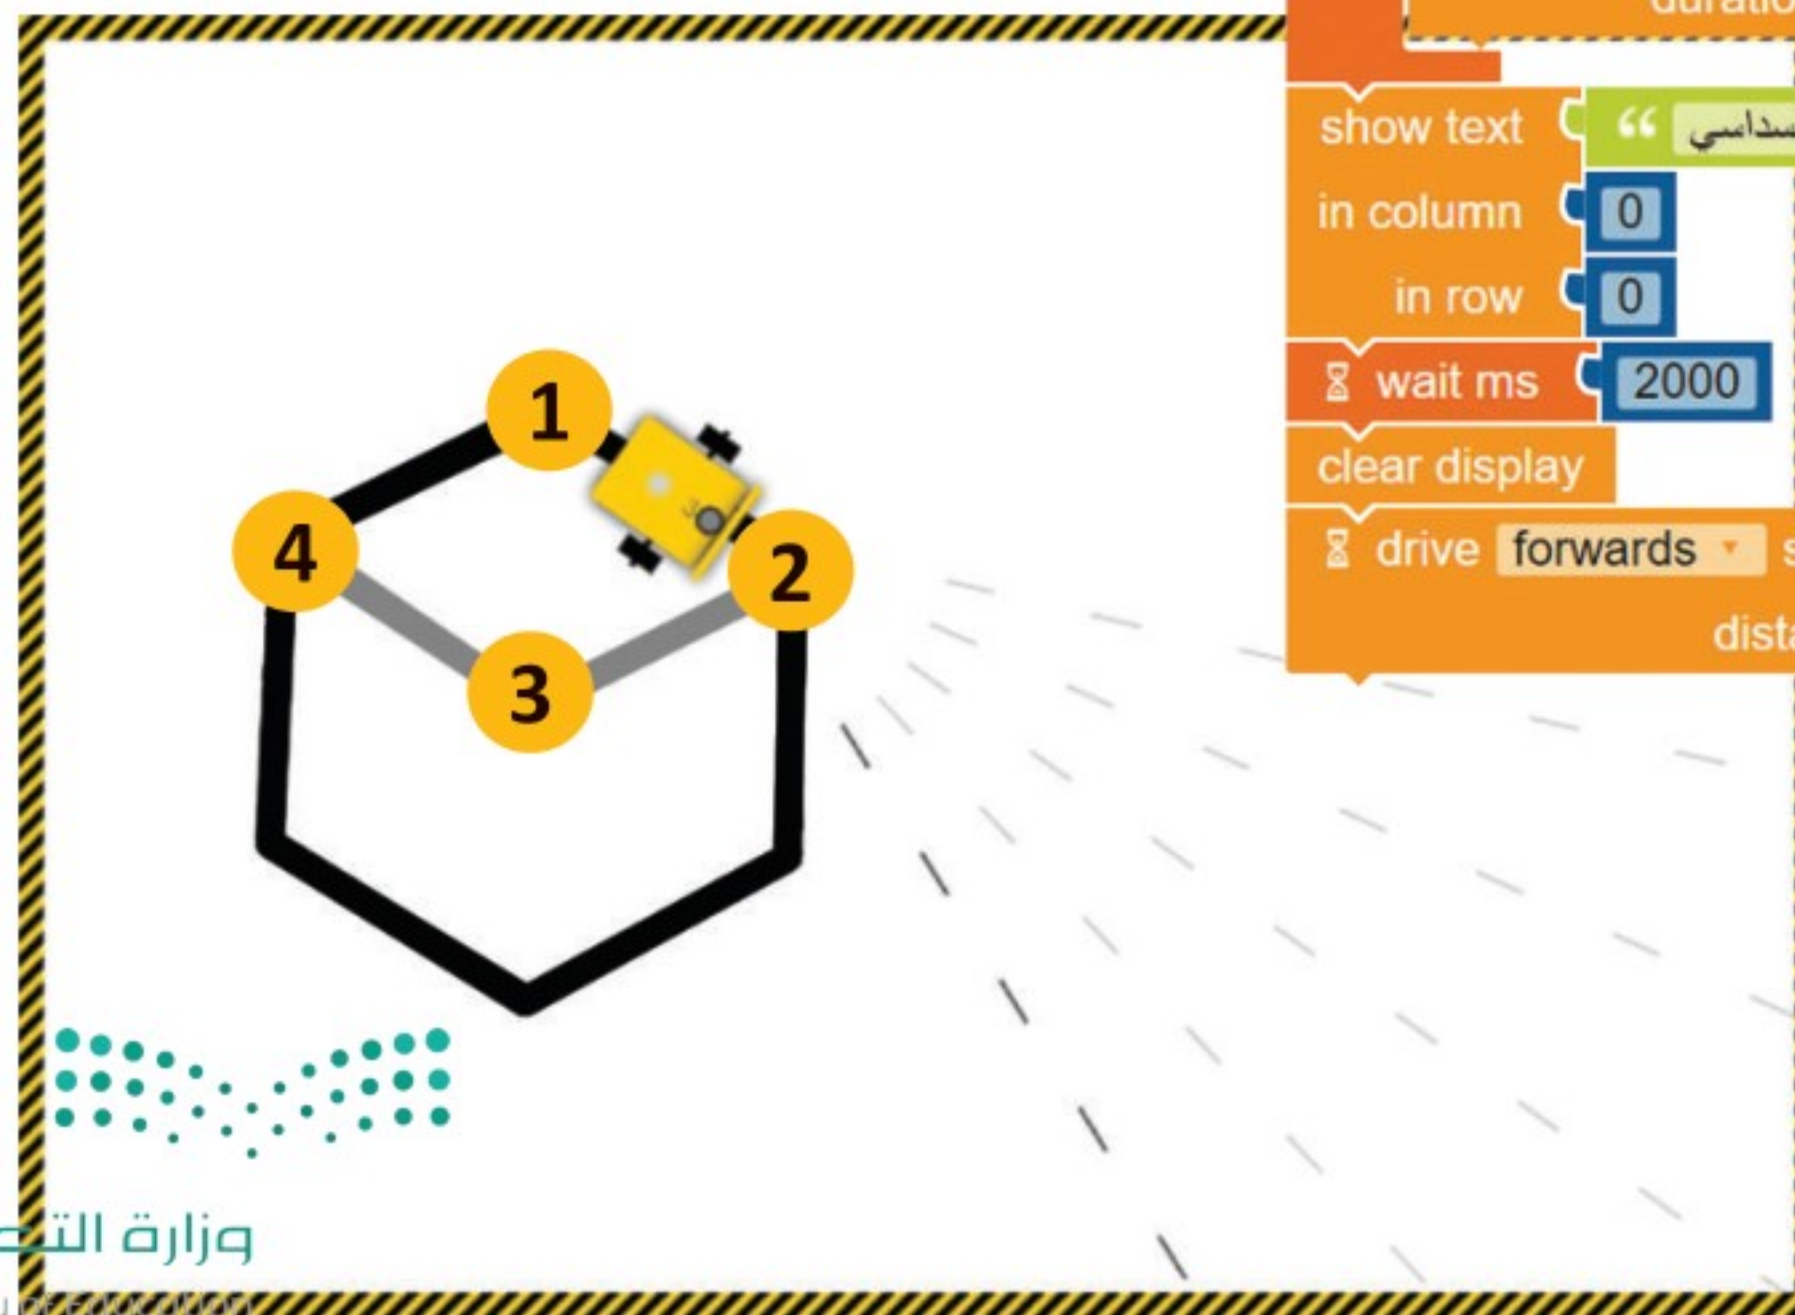 show text “ سداسي
in column 0
in row 0
wait ms 2000
clear display
drive forwards
1
2
3
4
وزارة
Education